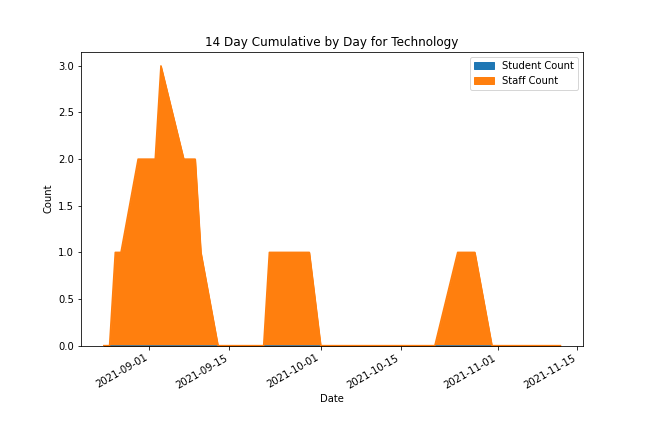 14 Day Cumulative by Day for Technology
Student Count
Staff Count
Count
3.0
2.5
2.0
1.5
1.0
0.5
0.0
2021-09-01
2021-09-15
2021-10-01
2021-10-15
2021-11-01
2021-11-15
Date